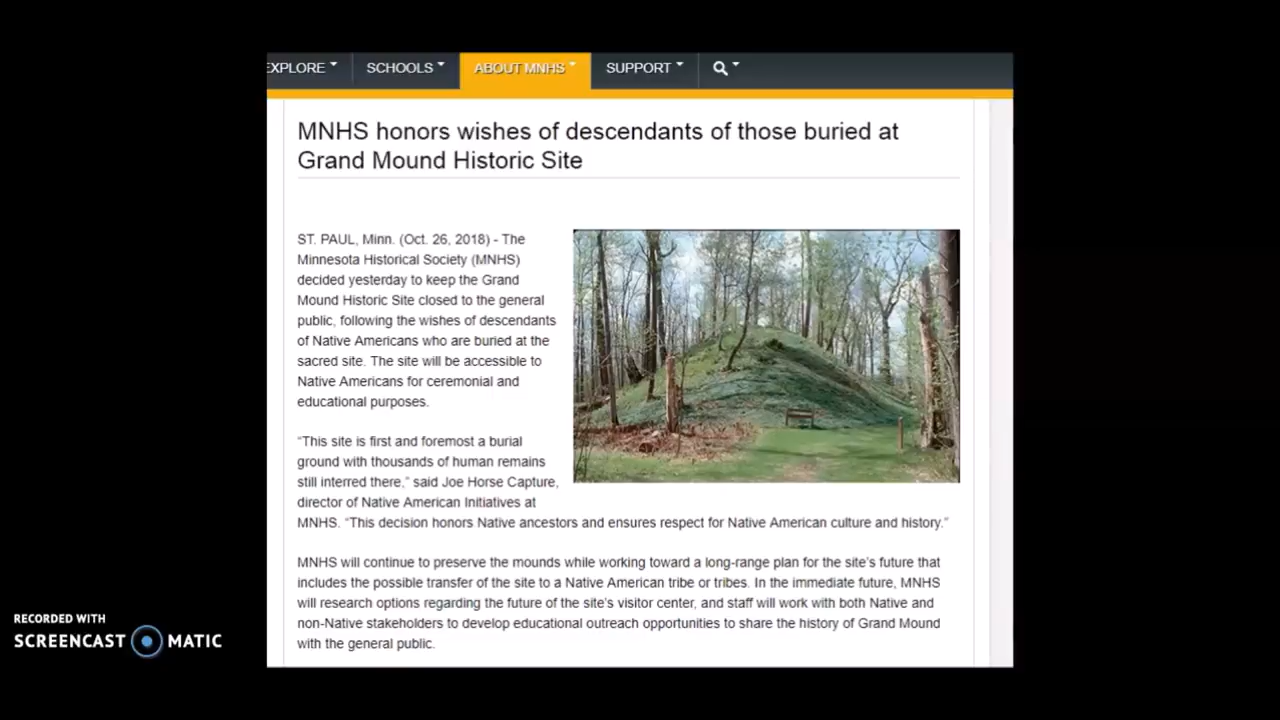 EXPLORE SCHOOLS ABOUT MNHS SUPPORT
MNHS honors wishes of descendants of those buried at
Grand Mound Historic Site
ST. PAUL, Minn. (Oct. 26, 2018) - The
Minnesota Historical Society (MNHS)
decided yesterday to keep the Grand
Mound Historic Site closed to the general
public, following the wishes of descendants
of Native Americans who are buried at the
sacred site. The site will be accessible to
Native Americans for ceremonial and
educational purposes.
“This site is first and foremost a burial
ground with thousands of human remains
still interred there,” said Joe Horse Capture,
director of Native American Initiatives at
MNHS. “This decision honors Native ancestors and ensures respect for Native American culture and history.”
MNHS will continue to preserve the mounds while working toward a long-range plan for the site’s future that
includes the possible transfer of the site to a Native American tribe or tribes. In the immediate future, MNHS
will research options regarding the future of the site’s visitor center, and staff will work with both Native and
non-Native stakeholders to develop educational outreach opportunities to share the history of Grand Mound
with the general public.
RECORDED WITH
SCREENCAST MATIC